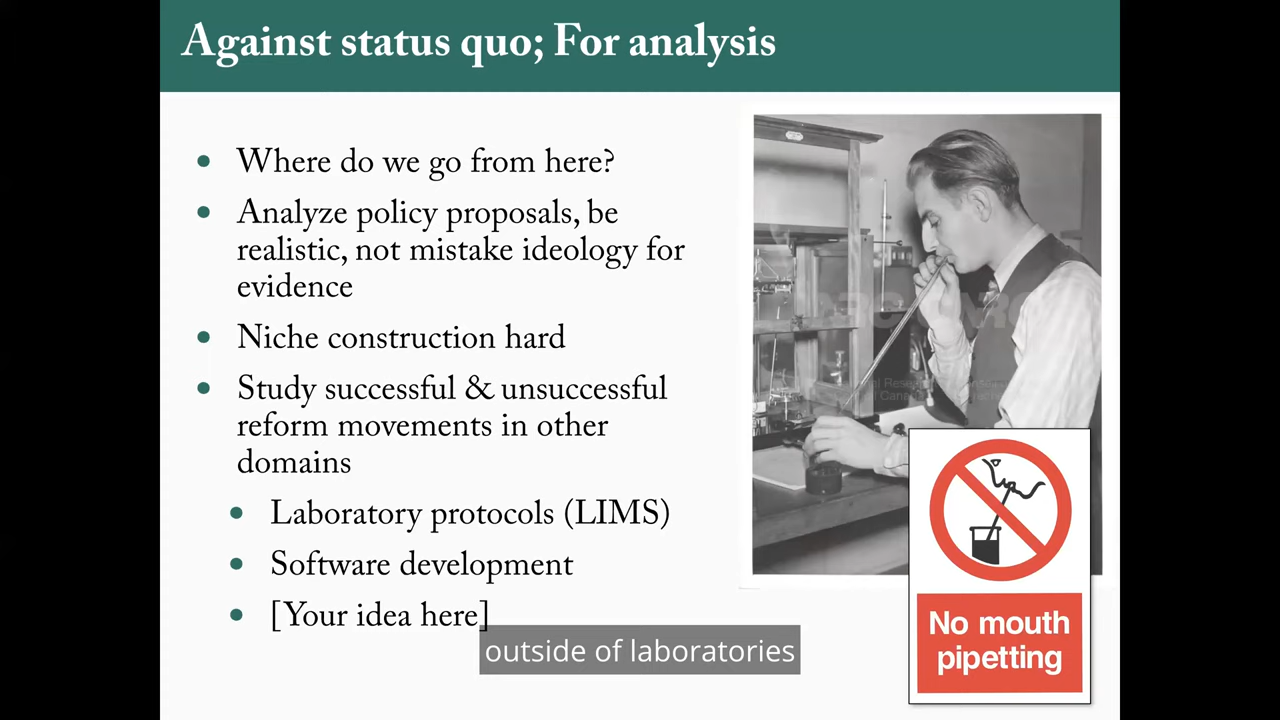 Against status quo; For analysis
Where do we go from here?
Analyze policy proposals, be
realistic, not mistake ideology for
evidence
Niche construction hard
Study successful & unsuccessful
reform movements in other
domains
Laboratory protocols (LIMS)
Software development
[Your idea here]
outside of laboratories
No mouth
pipetting